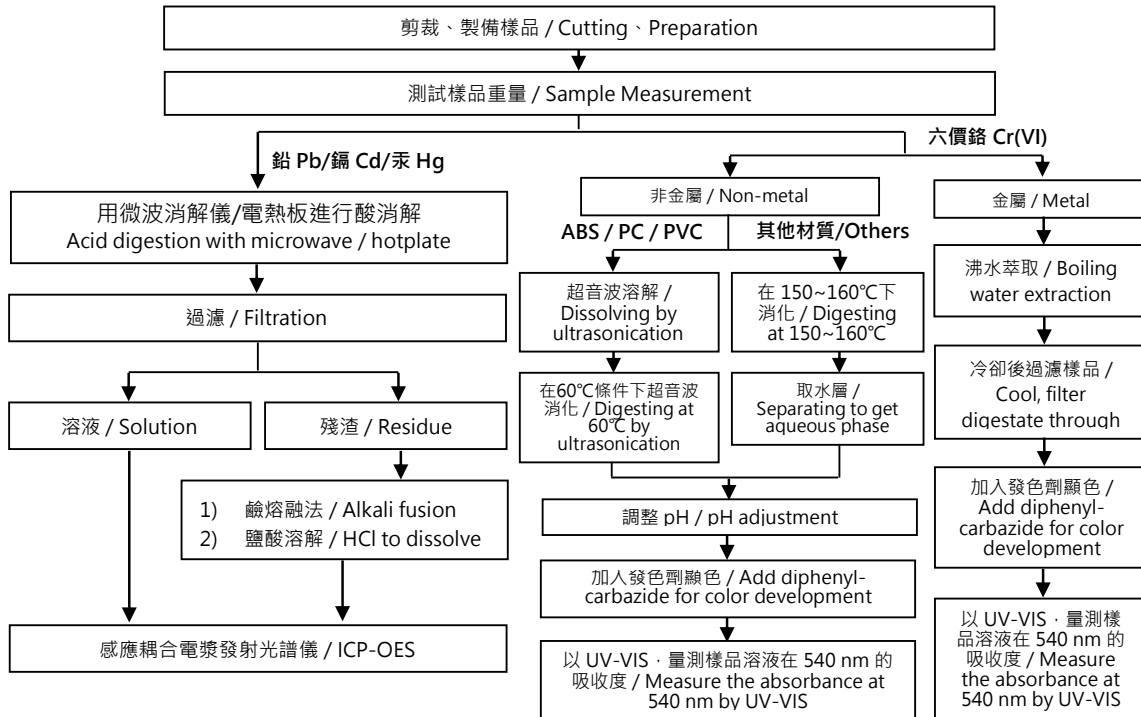 剪裁、製備樣品 / Cutting、Preparation
測試樣品重量 / Sample Measurement
鉛 Pb/鎘 Cd/汞 Hg
六價鉻 Cr(VI)
用微波消解儀/電熱板進行酸消解
Acid digestion with microwave / hotplate
過濾 / Filtration
溶液 / Solution
殘渣 / Residue
1) 鹼熔融法 / Alkali fusion
2) 鹽酸溶解 / HCl to dissolve
感應耦合電漿發射光譜儀 / ICP-OES
非金屬 / Non-metal
ABS / PC / PVC
其他材質/Others
超音波溶解 /
Dissolving by
ultrasonication
在60℃條件下超音波
消化 / Digesting at
60℃ by
ultrasonication
在 150~160℃下
消化 / Digesting
at 150~160℃
取水層 /
Separating to get
aqueous phase
調整 pH / pH adjustment
加入發色劑顯色 / Add diphenyl-
carbazide for color development
以 UV-VIS，量測樣品溶液在 540 nm 的
吸收度 / Measure the absorbance at
540 nm by UV-VIS
金屬 / Metal
沸水萃取 / Boiling
water extraction
冷卻後過濾樣品 /
Cool, filter
digestate through
加入發色劑顯色 /
Add diphenyl-
carbazide for color
development
以 UV-VIS，量測樣
品溶液在 540 nm 的
吸收度 / Measure
the absorbance at
540 nm by UV-VIS